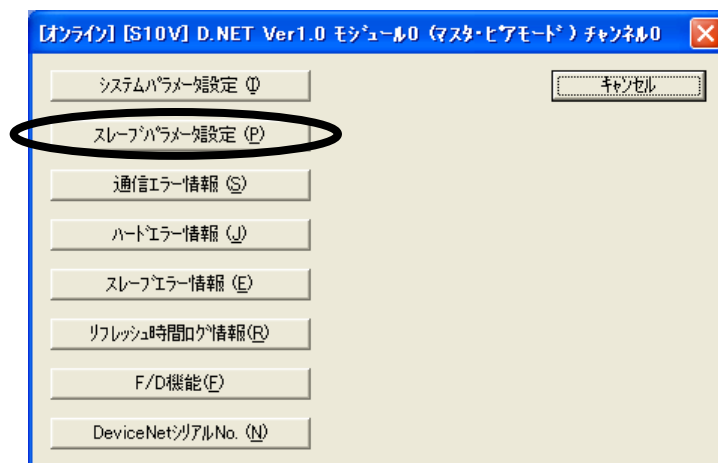 [オンライン] [S10V] D.NET Ver1.0 ﾓｼﾞｭｰﾙ0 (ﾏｽﾀ･ﾋﾟｱﾓｰﾄﾞ) ﾁｬﾝﾈﾙ0
ｼｽﾃﾑﾊﾟﾗﾒｰﾀ設定 (I)
キャンセル
ｽﾚｰﾌﾞﾊﾟﾗﾒｰﾀ設定 (P)
通信ｴﾗｰ情報 (S)
ﾊｰﾄﾞｴﾗｰ情報 (J)
ｽﾚｰﾌﾞｴﾗｰ情報 (E)
ﾘﾌﾚｯｼｭ時間ﾛｸﾞ情報(R)
F/D機能(F)
DeviceNetｼﾘｱﾙNo. (N)